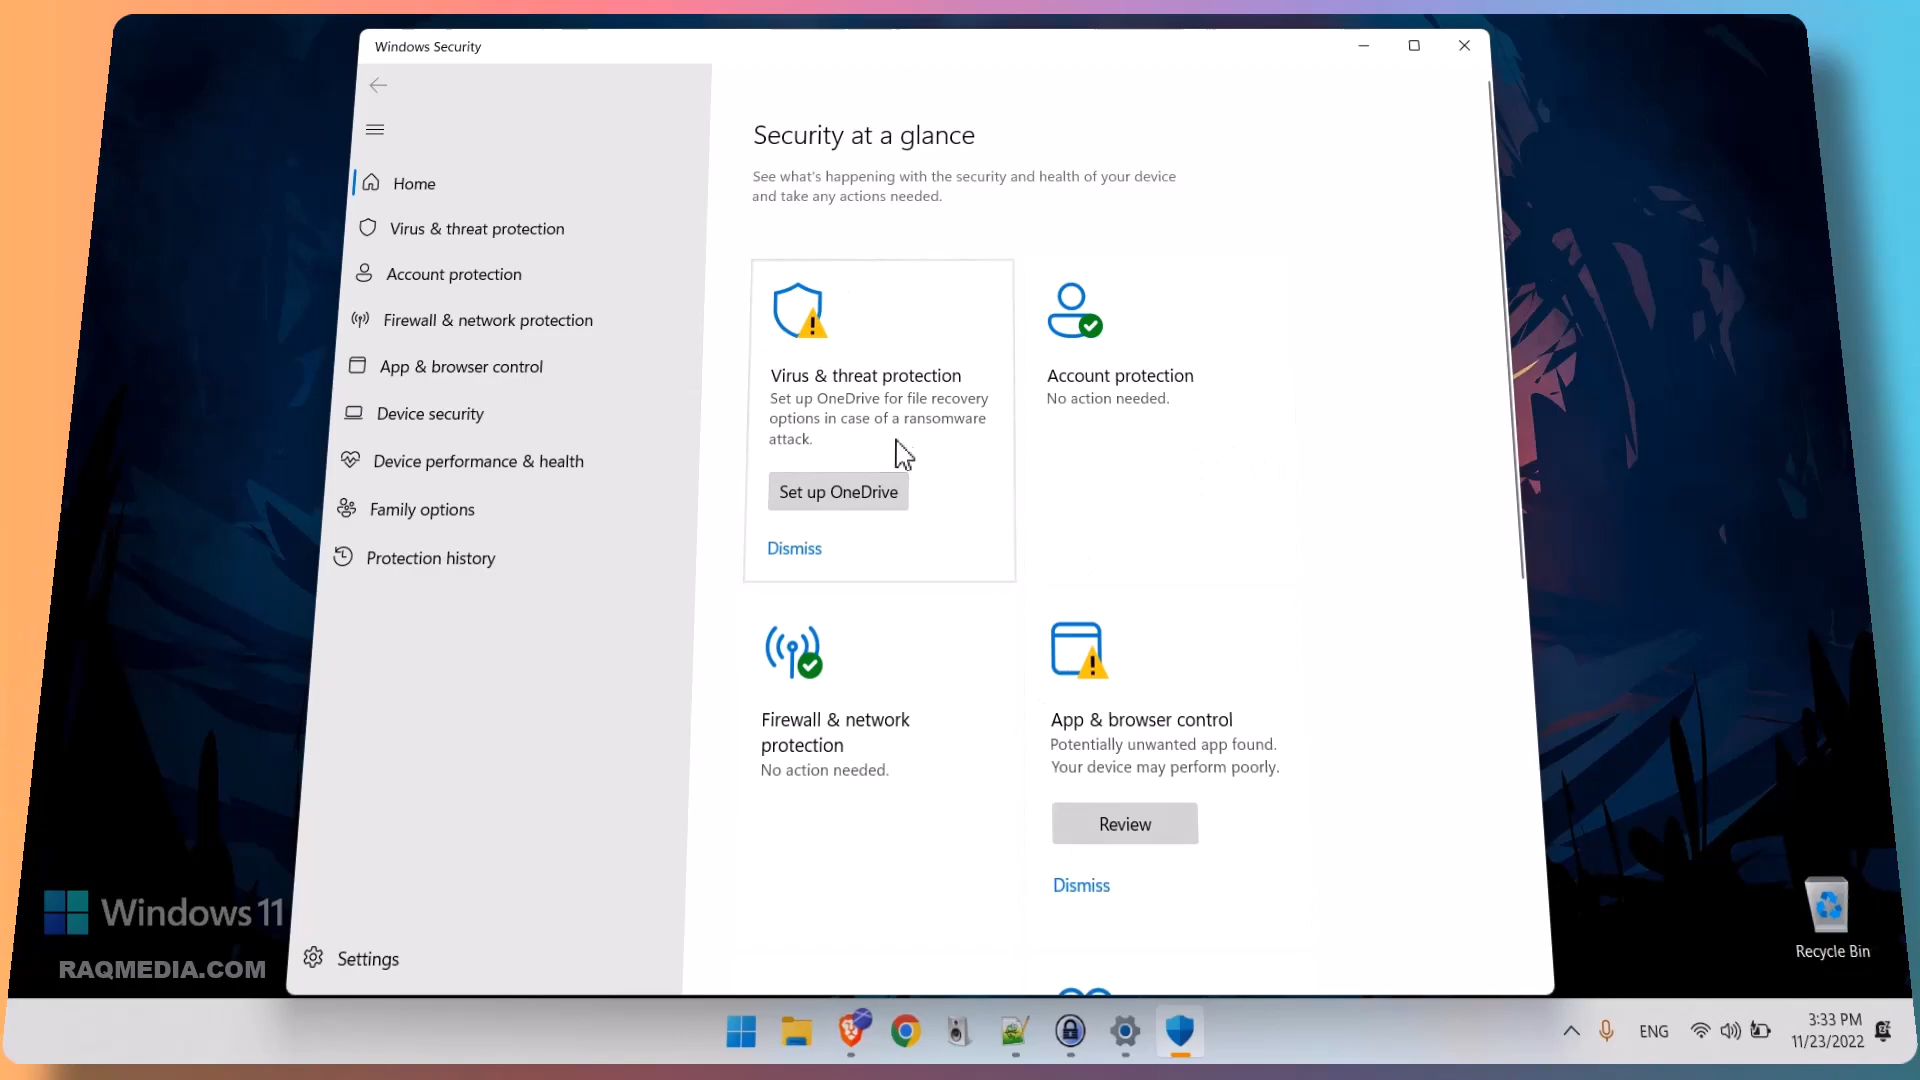 Windows Security
Home
Virus & threat protection
Account protection
Firewall & network protection
App & browser control
Device security
Device performance & health
Family options
Protection history
Settings
Security at a glance
See what's happening with the security and health of your device
and take any actions needed.
Virus & threat protection
Set up OneDrive for file recovery
options in case of a ransomware
attack.
Set up OneDrive
Dismiss
Account protection
No action needed.
Firewall & network
protection
No action needed.
App & browser control
Potentially unwanted app found.
Your device may perform poorly.
Review
Dismiss
Windows 11
RAQMEDIA.COM
Recycle Bin
ENG
3:33 PM
11/23/2022